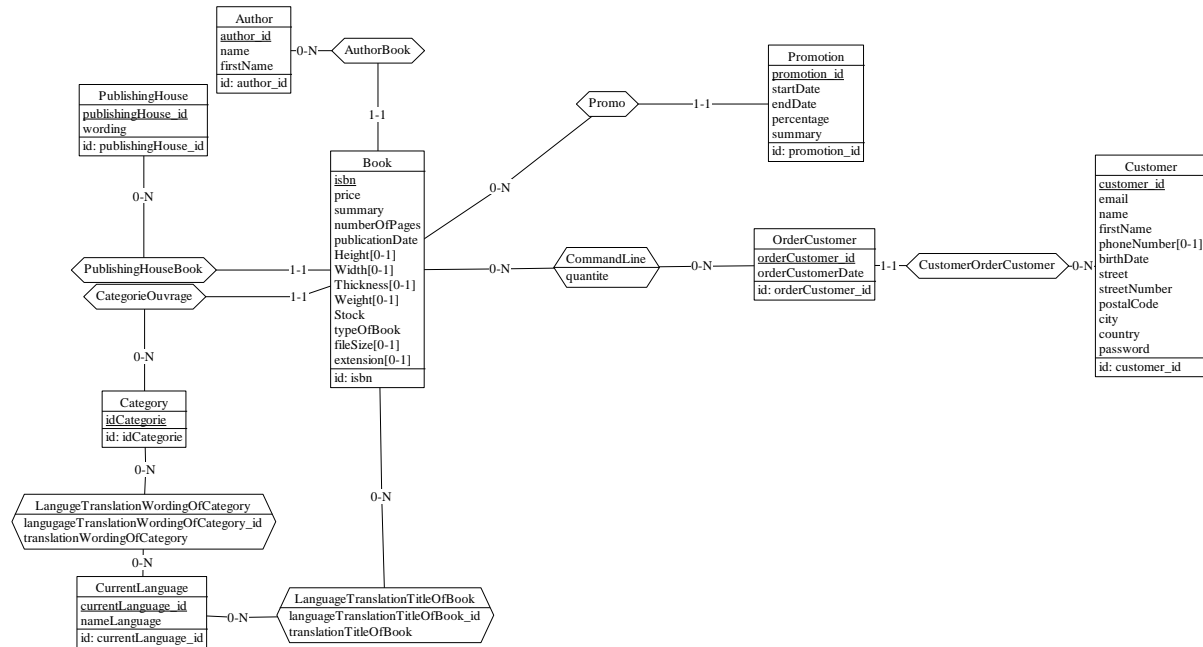 Author
author_id
name
firstName
id: author_id
0-N
AuthorBook
1-1
PublishingHouse
publishingHouse_id
wording
id: publishingHouse_id
0-N
PublishingHouseBook
1-1
CategorieOuvrage
1-1
0-N
Book
isbn
price
summary
numberOfPages
publicationDate
Height[0-1]
Width[0-1]
Thickness[0-1]
Weight[0-1]
Stock
typeOfBook
fileSize[0-1]
extension[0-1]
id: isbn
Promo
1-1
0-N
Promotion
promotion_id
startDate
endDate
percentage
summary
id: promotion_id
0-N
CommandLine
quantite
0-N
OrderCustomer
orderCustomer_id
orderCustomerDate
id: orderCustomer_id
1-1
CustomerOrderCustomer
0-N
Customer
customer_id
email
name
firstName
phoneNumber[0-1]
birthDate
street
streetNumber
postalCode
city
country
password
id: customer_id
Category
idCategorie
id: idCategorie
0-N
LangugeTranslationWordingOfCategory
langugageTranslationWordingOfCategory_id
translationWordingOfCategory
0-N
CurrentLanguage
currentLanguage_id
nameLanguage
id: currentLanguage_id
0-N
LanguageTranslationTitleOfBook
languageTranslationTitleOfBook_id
translationTitleOfBook
0-N